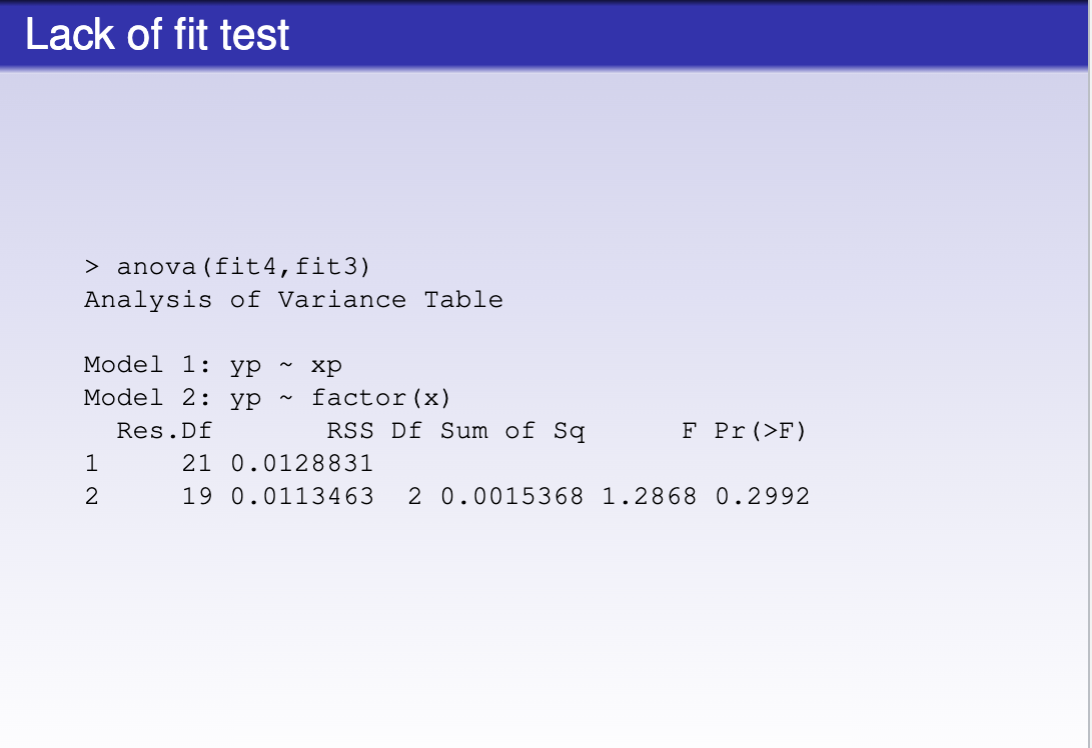 Lack of fit test
> anova(fit4,fit3)
Analysis of Variance Table
Model 1: yp ~ xp
Model 2: yp ~ factor(x)
Res.Df RSS Df Sum of Sq F Pr(>F)
1 21 0.0128831
2 19 0.0113463 2 0.0015368 1.2868 0.2992